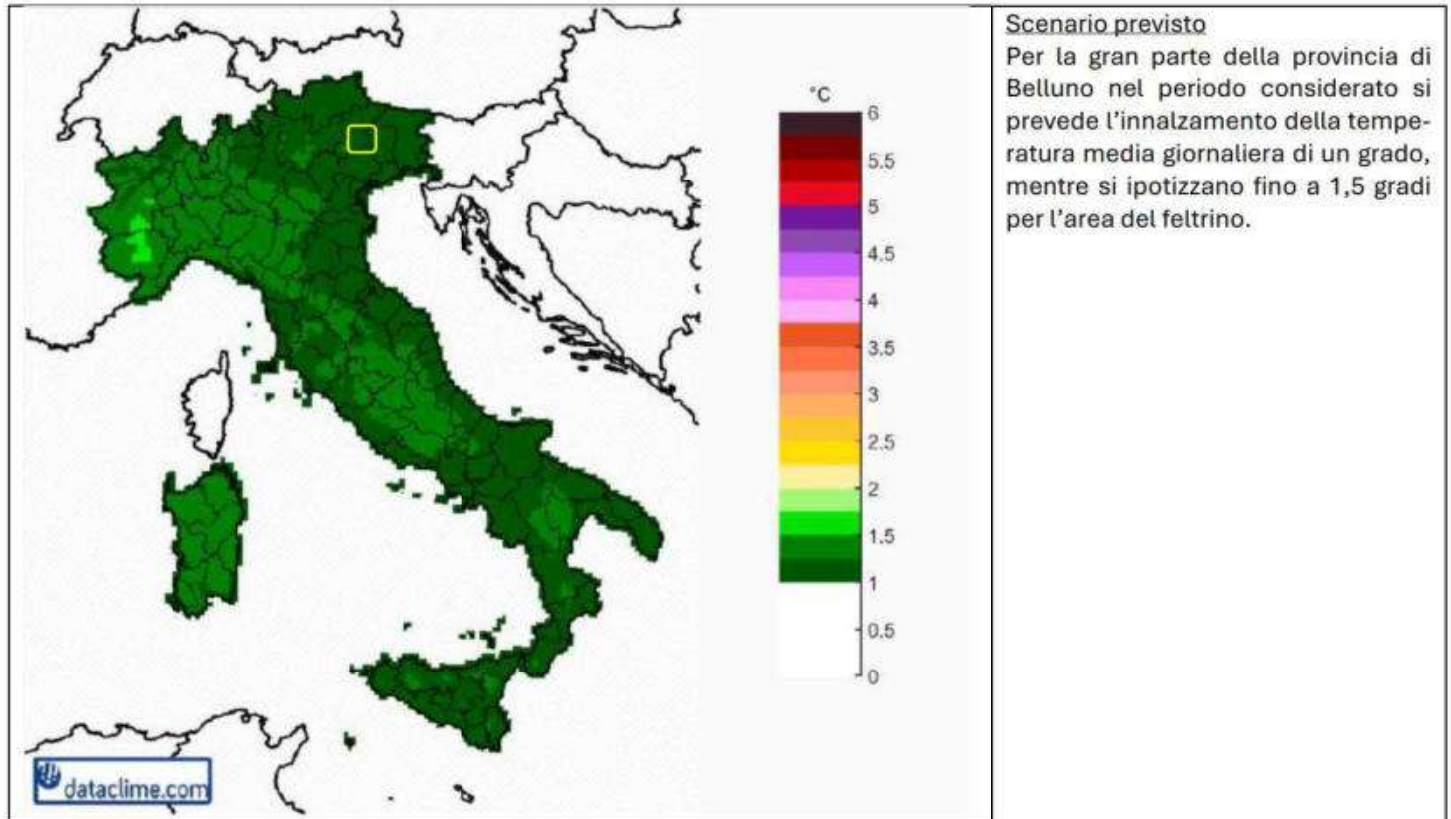 °C
6
5.5
5
4.5
4
3.5
3
2.5
2
1.5
1
0.5
0
dataclime.com
Scenario previsto
Per la gran parte della provincia di
Belluno nel periodo considerato si
prevede l’innalzamento della tempe-
ratura media giornaliera di un grado,
mentre si ipotizzano fino a 1,5 gradi
per l’area del feltrino.